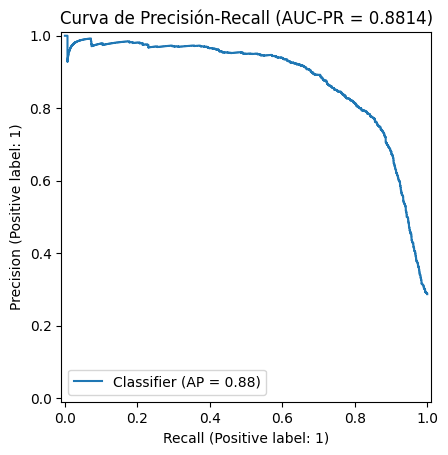 Curva de Precisión-Recall (AUC-PR = 0.8814)
1.0
0.8
0.6
0.4
0.2
0.0
Precision (Positive label: 1)
Classifier (AP = 0.88)
0.0 0.2 0.4 0.6 0.8 1.0
Recall (Positive label: 1)